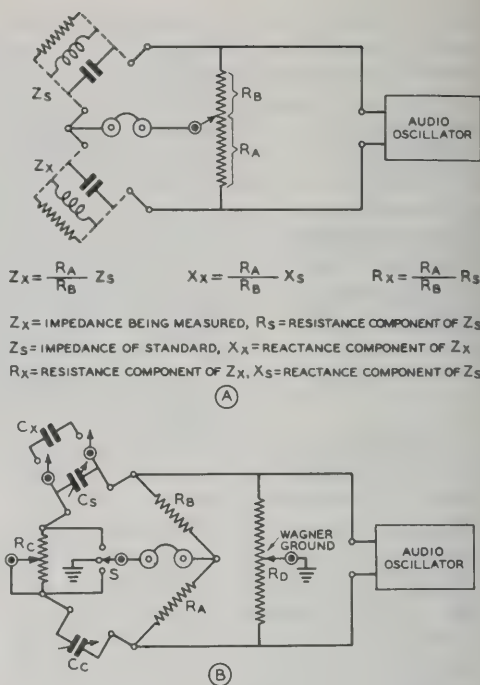 Zs
RB
RA
AUDIO
OSCILLATOR
Zx
Zx = RA/RB Zs Xx = RA/RB Xs Rx = RA/RB Rs
Zx = IMPEDANCE BEING MEASURED, Rs = RESISTANCE COMPONENT OF Zs
Zs = IMPEDANCE OF STANDARD, Xx = REACTANCE COMPONENT OF Zx
Rx = RESISTANCE COMPONENT OF Zx, Xs = REACTANCE COMPONENT OF Zs
A
Cx
Cs
RB
RC
S
WAGNER
GROUND
RD
AUDIO
OSCILLATOR
RA
CC
B